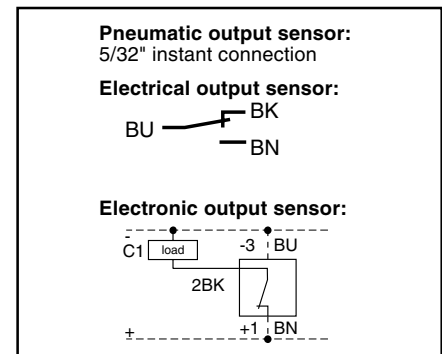 Pneumatic output sensor:
5/32" instant connection
Electrical output sensor:
BK
BU
BN
Electronic output sensor:
-
C1 load -3 BU
2BK
+ +1 BN